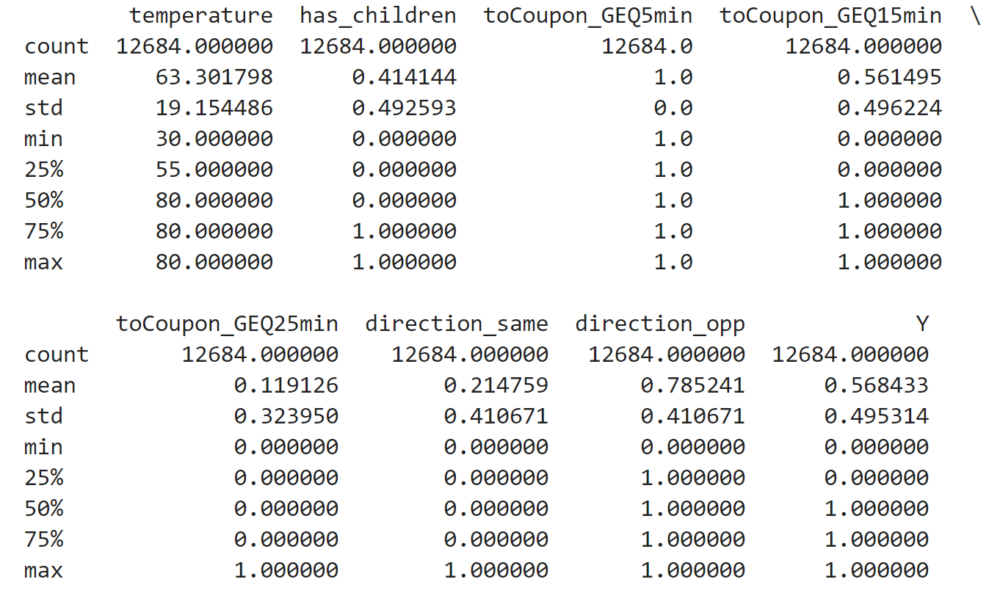 temperature has_children toCoupon_GEQ5min toCoupon_GEQ15min \
count 12684.000000 12684.000000 12684.0 12684.000000
mean 63.301798 0.414144 1.0 0.561495
std 19.154486 0.492593 0.0 0.496224
min 30.000000 0.000000 1.0 0.000000
25% 55.000000 0.000000 1.0 0.000000
50% 80.000000 0.000000 1.0 1.000000
75% 80.000000 1.000000 1.0 1.000000
max 80.000000 1.000000 1.0 1.000000
toCoupon_GEQ25min direction_same direction_opp Y
count 12684.000000 12684.000000 12684.000000 12684.000000
mean 0.119126 0.214759 0.785241 0.568433
std 0.323950 0.410671 0.410671 0.495314
min 0.000000 0.000000 0.000000 0.000000
25% 0.000000 0.000000 1.000000 0.000000
50% 0.000000 0.000000 1.000000 1.000000
75% 0.000000 0.000000 1.000000 1.000000
max 1.000000 1.000000 1.000000 1.000000